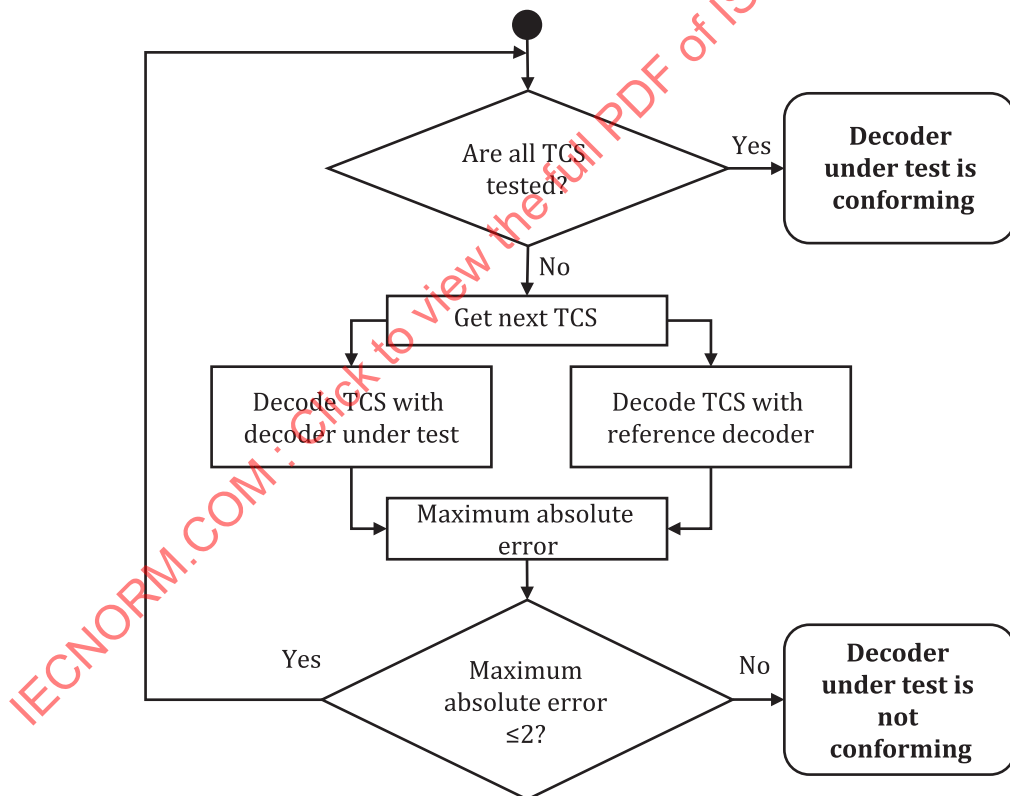 Are all TCS
tested?
Yes
Decoder
under test is
conforming
No
Get next TCS
Decode TCS with
decoder under test
Decode TCS with
reference decoder
Maximum absolute
error
Yes
Maximum
absolute error
≤2?
No
Decoder
under test is
not
conforming
IECNORM.COM : Click to view the full PDF of